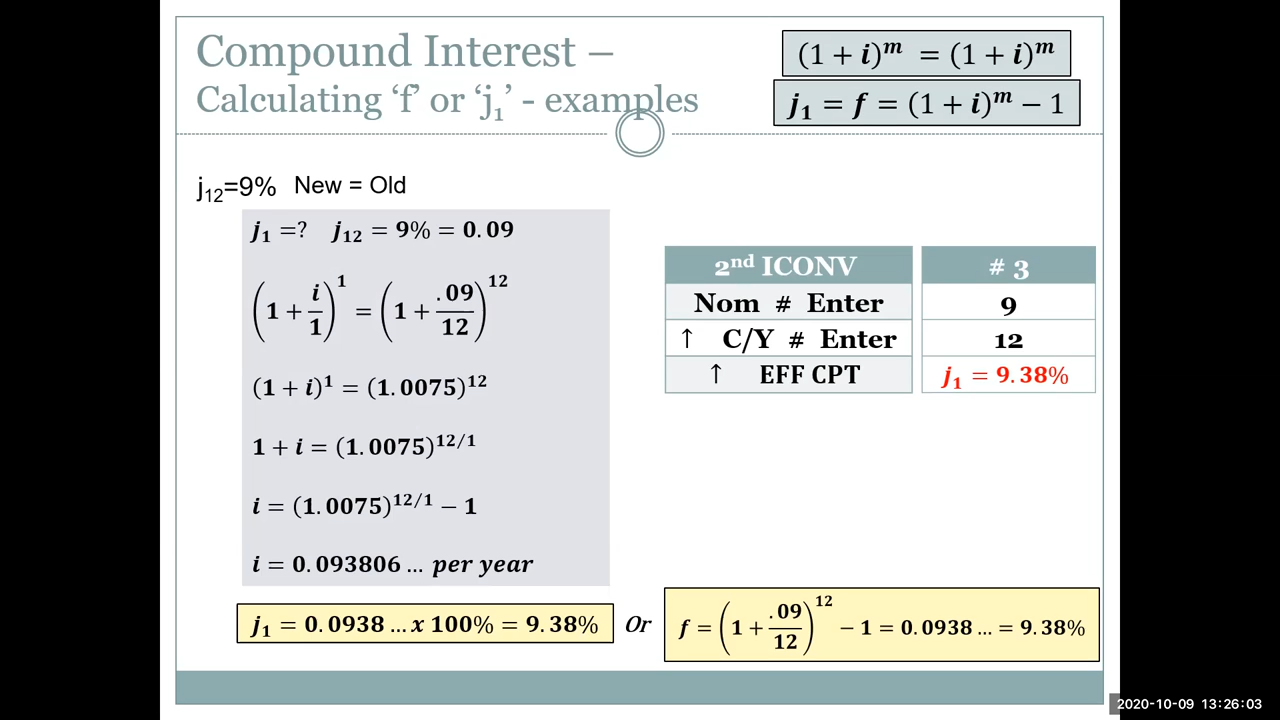 Compound Interest –
Calculating ‘f’ or ‘j₁’ - examples
(1 + i)ᵐ = (1 + i)ᵐ
j₁ = f = (1 + i)ᵐ − 1
j₁₂=9% New = Old
j₁ =? j₁₂ = 9% = 0.09
(1 + i/1)¹ = (1 + .09/12)¹²
(1 + i)¹ = (1.0075)¹²
1 + i = (1.0075)^12/1
i = (1.0075)^12/1 − 1
i = 0.093806 … per year
j₁ = 0.0938 … x 100% = 9.38%
Or
f = (1 + .09/12)¹² − 1 = 0.0938 … = 9.38%
2ⁿᵈ ICONV # 3
Nom # Enter 9
↑ C/Y # Enter 12
↑ EFF CPT j₁ = 9.38%
2020-10-09 13:26:03